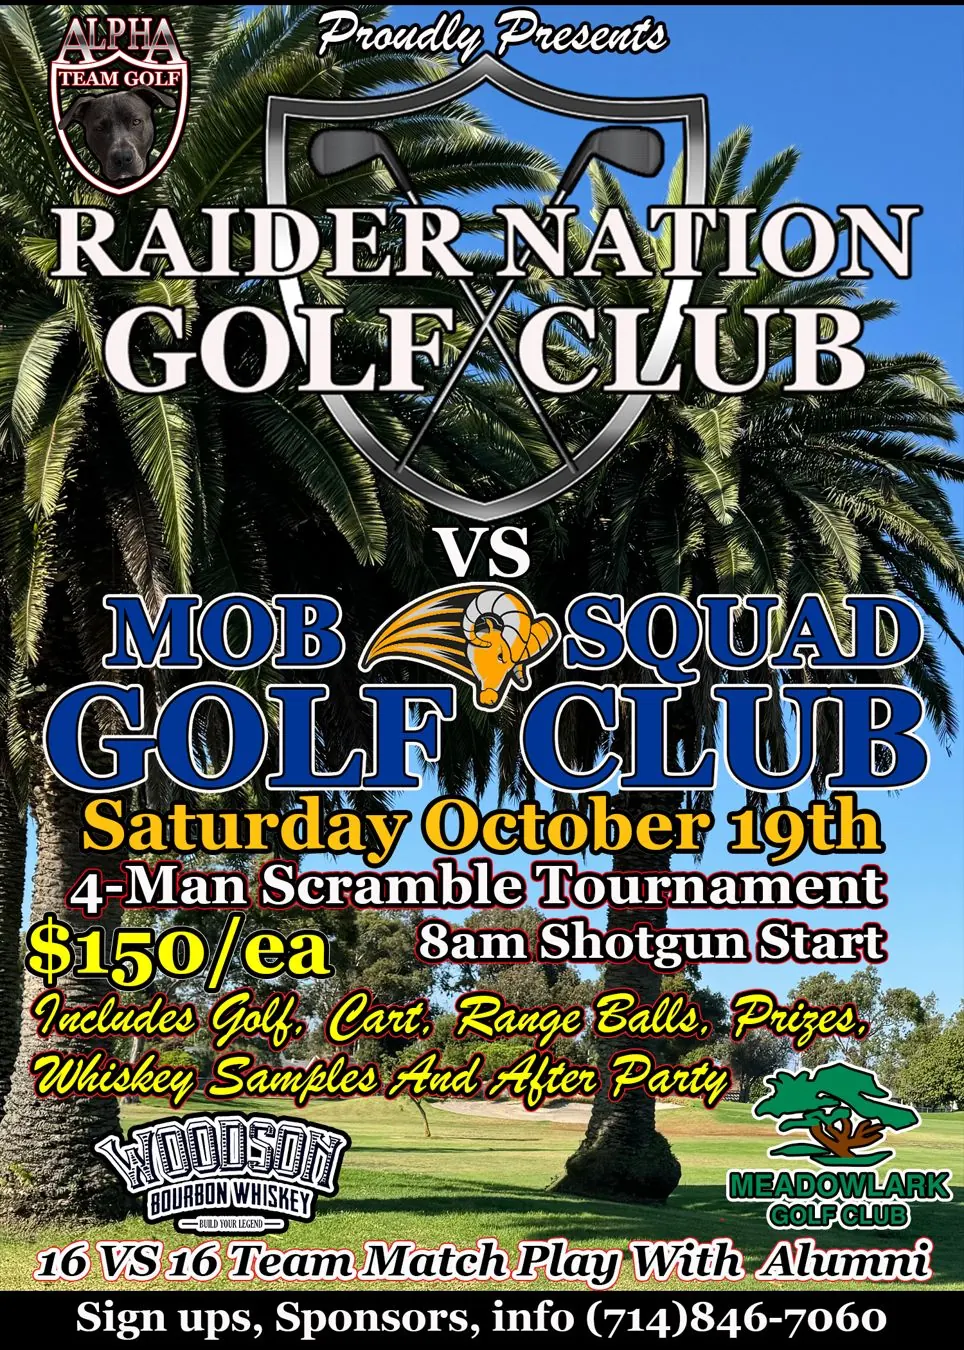 ALPHA
TEAM GOLF
Proudly Presents
RAIDER NATION
GOLF CLUB
VS
MOB SQUAD
GOLF CLUB
Saturday October 19th
4-Man Scramble Tournament
$150/ea 8am Shotgun Start
Includes Golf, Cart, Range Balls, Prizes,
Whiskey Samples And After Party
WOODSON
BOURBON WHISKEY
BUILD YOUR LEGEND
MEADOWLARK
GOLF CLUB
16 VS 16 Team Match Play With Alumni
Sign ups, Sponsors, info (714)846-7060